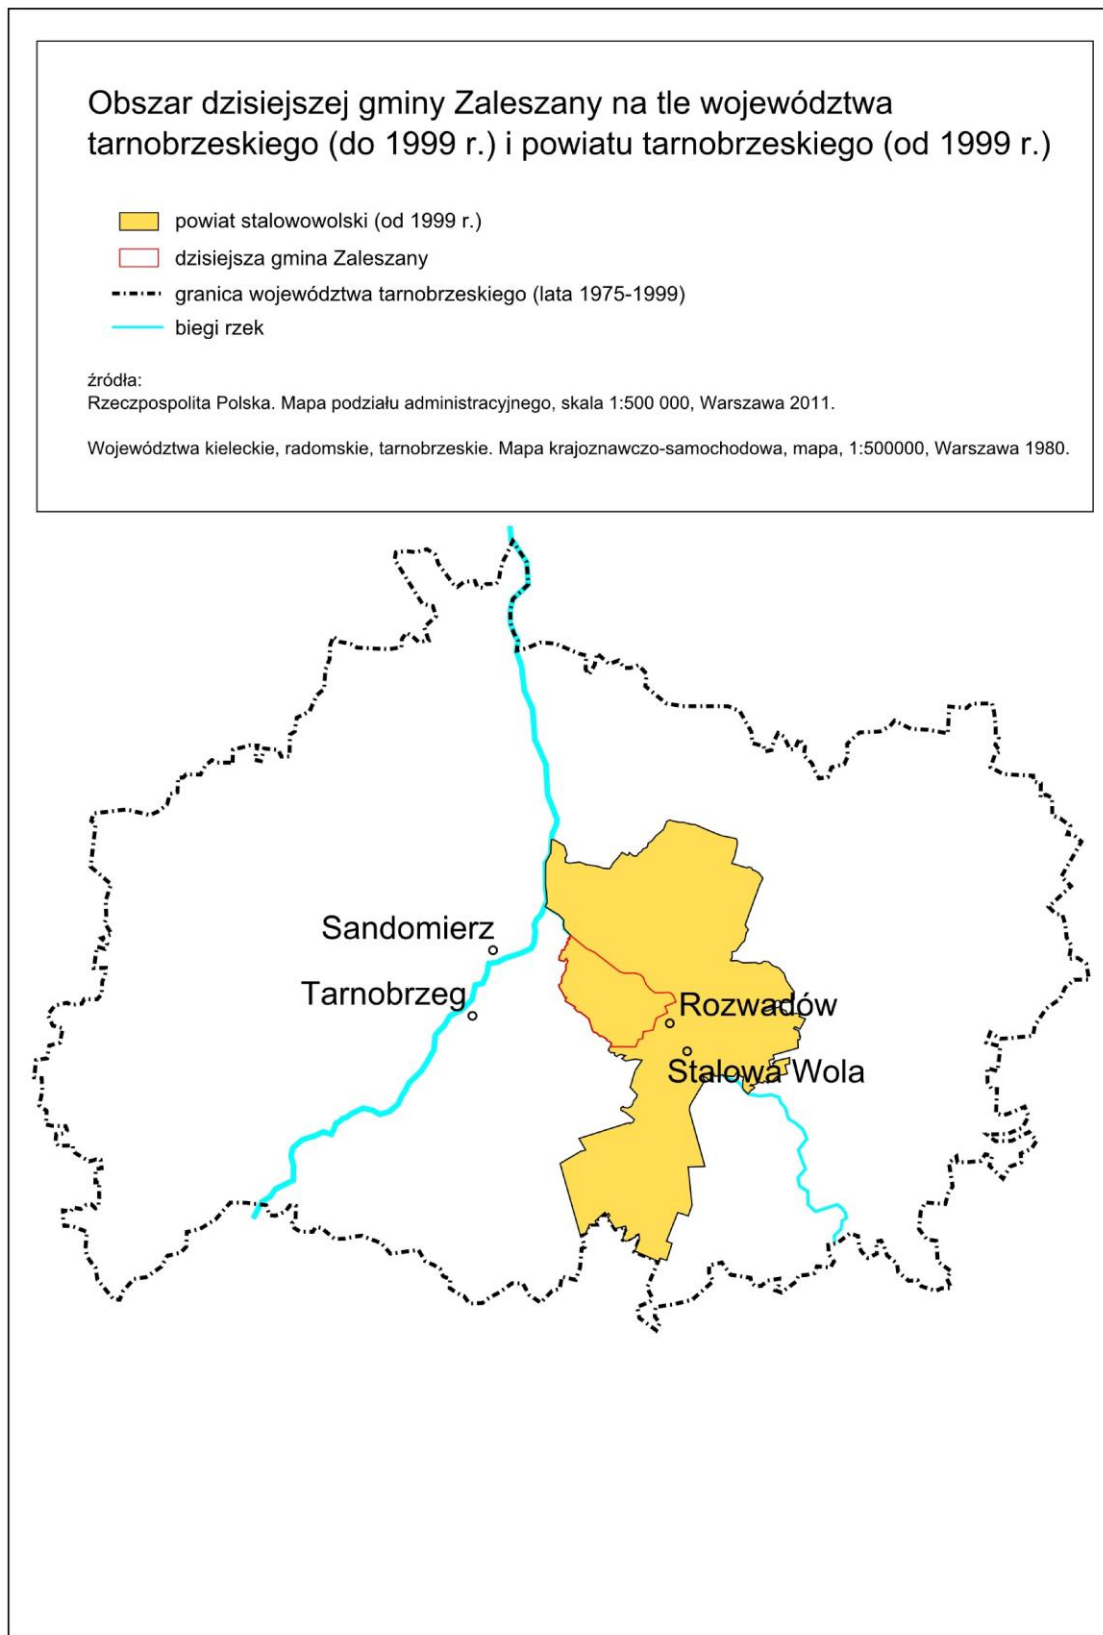 Obszar dzisiejszej gminy Zaleszany na tle województwa
tarnobrzeskiego (do 1999 r.) i powiatu tarnobrzeskiego (od 1999 r.)
powiat stalowowolski (od 1999 r.)
dzisiejsza gmina Zaleszany
granica województwa tarnobrzeskiego (lata 1975-1999)
biegi rzek
źródła:
Rzeczpospolita Polska. Mapa podziału administracyjnego, skala 1:500 000, Warszawa 2011.
Województwa kieleckie, radomskie, tarnobrzeskie. Mapa krajoznawczo-samochodowa, mapa, 1:500000, Warszawa 1980.
Sandomierz
Tarnobrzeg
Rozwadów
Stalowa Wola